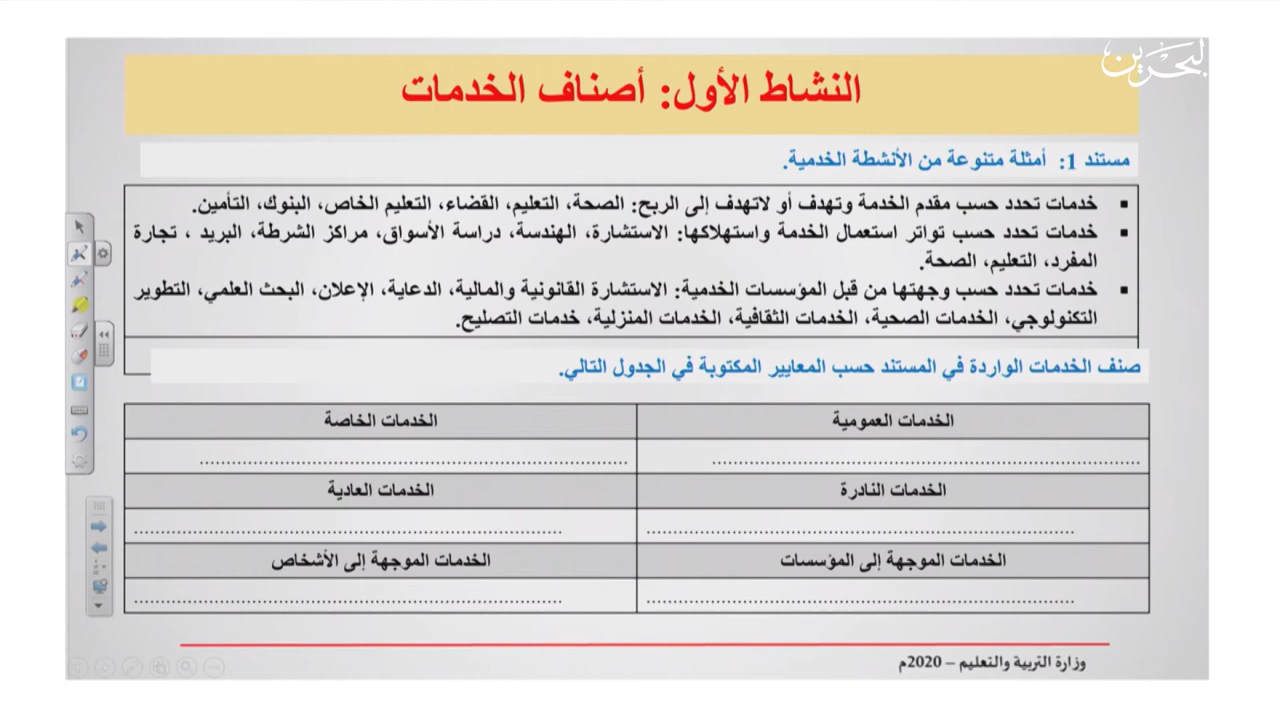 البحرين
النشاط الأول: أصناف الخدمات
مستند 1: أمثلة متنوعة من الأنشطة الخدمية.
▪ خدمات تحدد حسب مقدم الخدمة وتهدف أو لاتهدف إلى الربح: الصحة، التعليم، القضاء، التعليم الخاص، البنوك، التأمين.
▪ خدمات تحدد حسب تواتر استعمال الخدمة واستهلاكها: الاستشارة، الهندسة، دراسة الأسواق، مراكز الشرطة، البريد ، تجارة
المفرد، التعليم، الصحة.
▪ خدمات تحدد حسب وجهتها من قبل المؤسسات الخدمية: الاستشارة القانونية والمالية، الدعاية، الإعلان، البحث العلمي، التطوير
التكنولوجي، الخدمات الصحية، الخدمات الثقافية، الخدمات المنزلية، خدمات التصليح.
صنف الخدمات الواردة في المستند حسب المعايير المكتوبة في الجدول التالي.
الخدمات العمومية
الخدمات الخاصة
الخدمات النادرة
الخدمات العادية
الخدمات الموجهة إلى المؤسسات
الخدمات الموجهة إلى الأشخاص
وزارة التربية والتعليم – 2020م